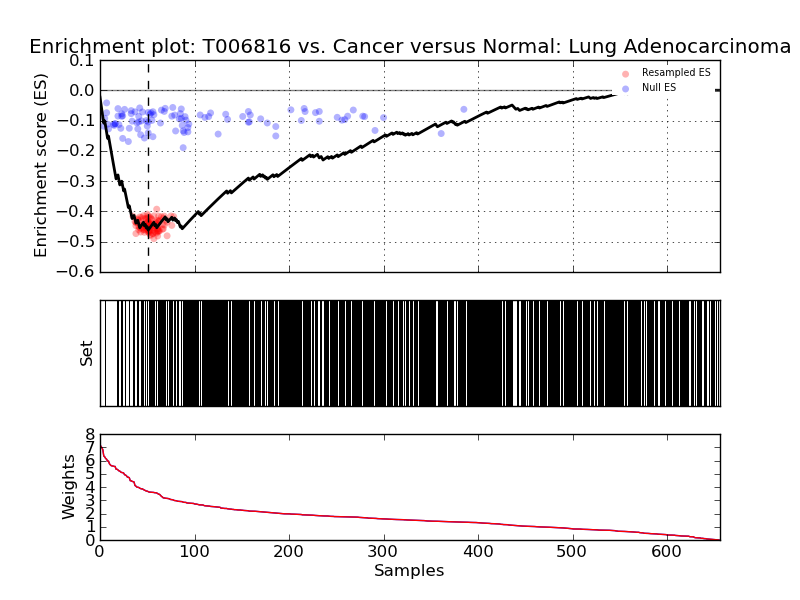 Enrichment plot: T006816 vs. Cancer versus Normal: Lung Adenocarcinoma
Enrichment score (ES)
0.1
0.0
−0.1
−0.2
−0.3
−0.4
−0.5
−0.6
Resampled ES
Null ES
Set
Weights
8
7
6
5
4
3
2
1
0
0 100 200 300 400 500 600
Samples